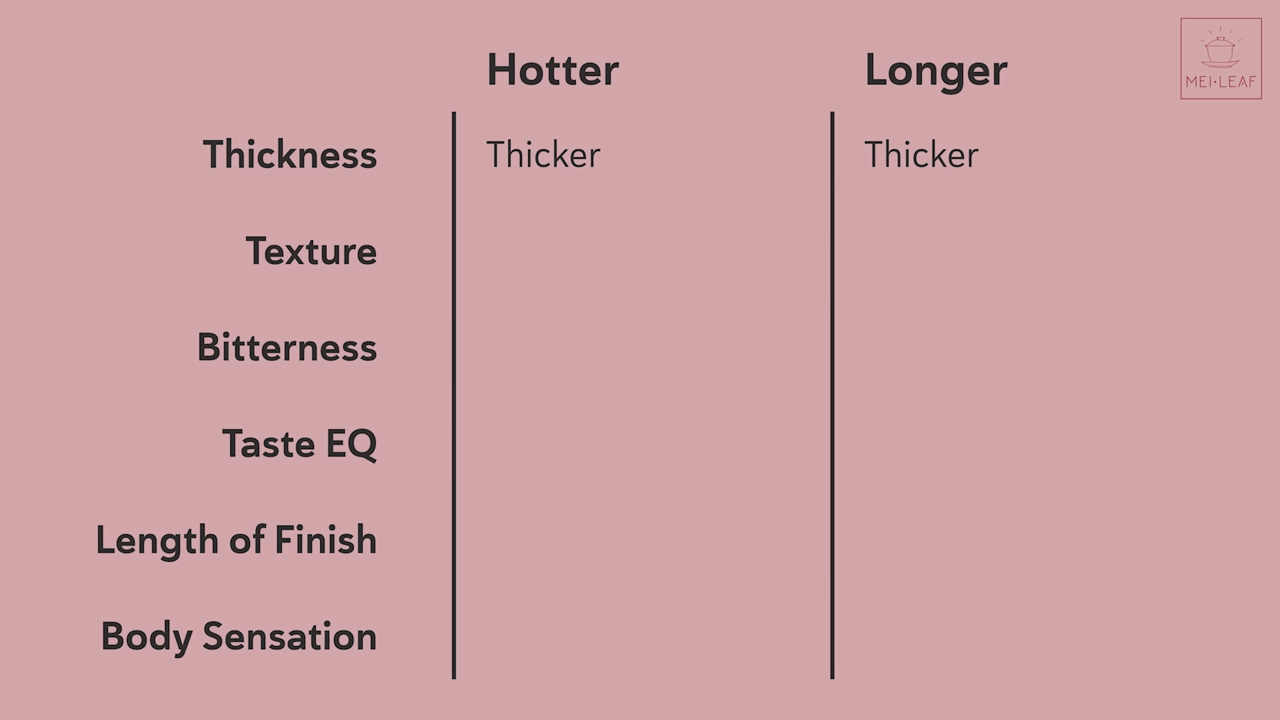 Hotter Longer
MEI·LEAF
Thickness Thicker Thicker
Texture
Bitterness
Taste EQ
Length of Finish
Body Sensation